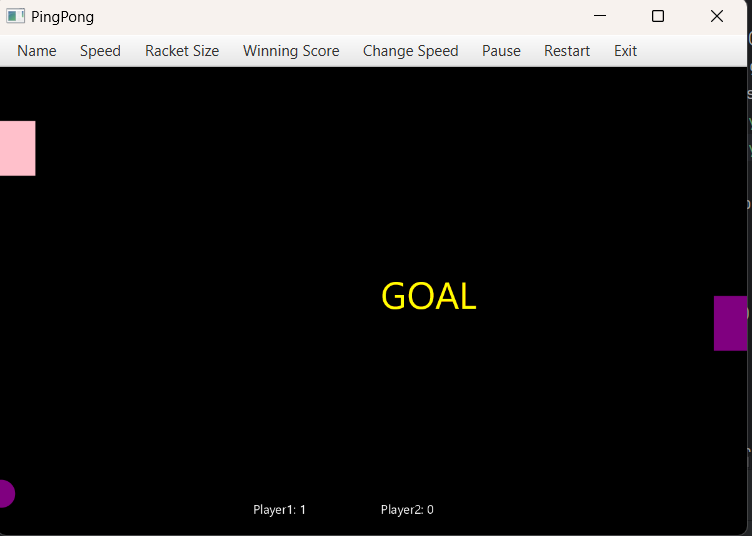 PingPong
Name Speed Racket Size Winning Score Change Speed Pause Restart Exit
GOAL
Player1: 1 Player2: 0